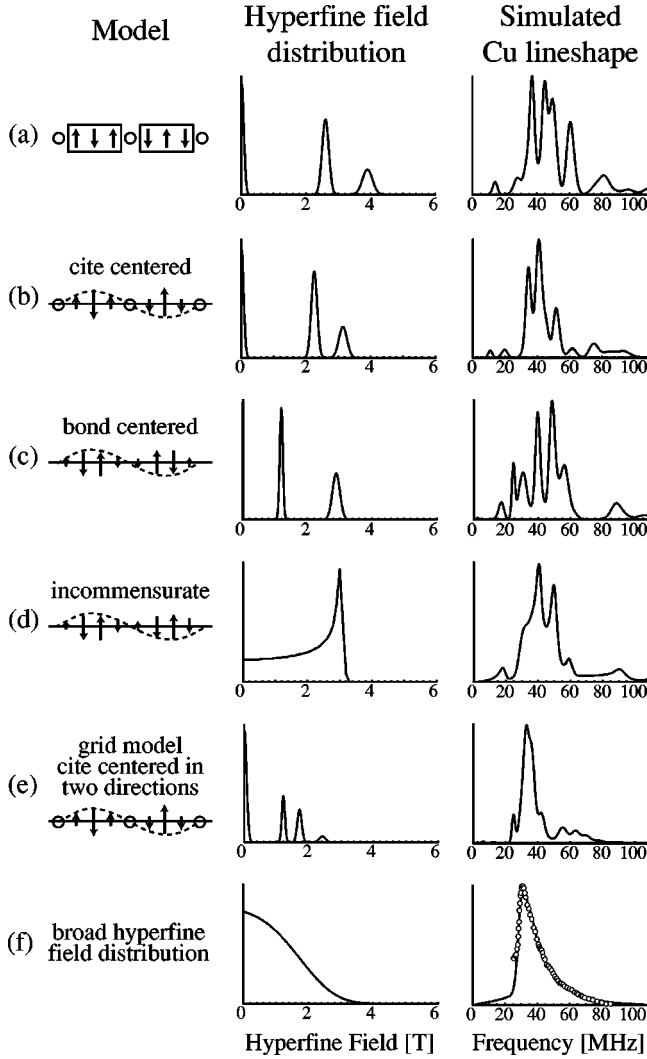 Model
Hyperfine field
distribution
Simulated
Cu lineshape
(a)
0 2 4 6
0 20 40 60 80 100
(b)
cite centered
0 2 4 6
0 20 40 60 80 100
(c)
bond centered
0 2 4 6
0 20 40 60 80 100
(d)
incommensurate
0 2 4 6
0 20 40 60 80 100
(e)
grid model
cite centered in
two directions
0 2 4 6
0 20 40 60 80 100
(f)
broad hyperfine
field distribution
0 2 4 6
0 20 40 60 80 100
Hyperfine Field [T]
Frequency [MHz]